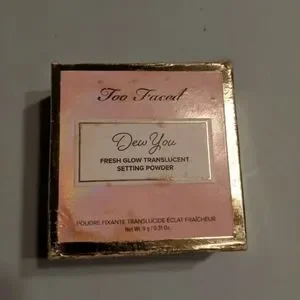 Too Faced
Dew You
FRESH GLOW TRANSLUCENT
SETTING POWDER
POUDRE FIXANTE TRANSLUCIDE ÉCLAT FRAÎCHEUR
Net Wt. 9 g / 0.31 Oz.